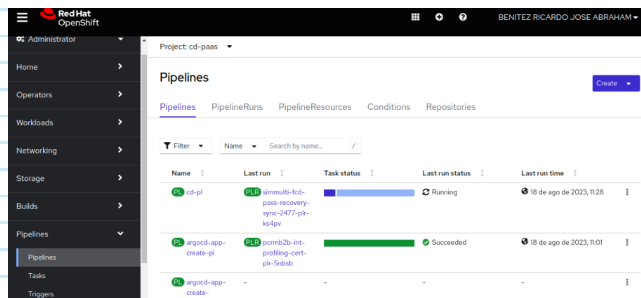 Red Hat
OpenShift
BENITEZ RICARDO JOSE ABRAHAM
Administrator
Home
Operators
Workloads
Networking
Storage
Builds
Pipelines
Pipelines
Tasks
Triggers
Project: cd-paas
Pipelines
Create
Pipelines PipelineRuns PipelineResources Conditions Repositories
Filter Name Search by name... /
Name Last run Task status Last run status Last run time
PL cd-pl PLR simmulti-fcd- Running 18 de ago de 2023, 11:28
pass-recovery-
sync-2477-plr-
ks4pv
PL argocd-app- PLR pcrmb2b-int- Succeeded 18 de ago de 2023, 11:01
create-pl profiling-cert-
plr-5nbsb
PL argocd-app- - - - -
create-